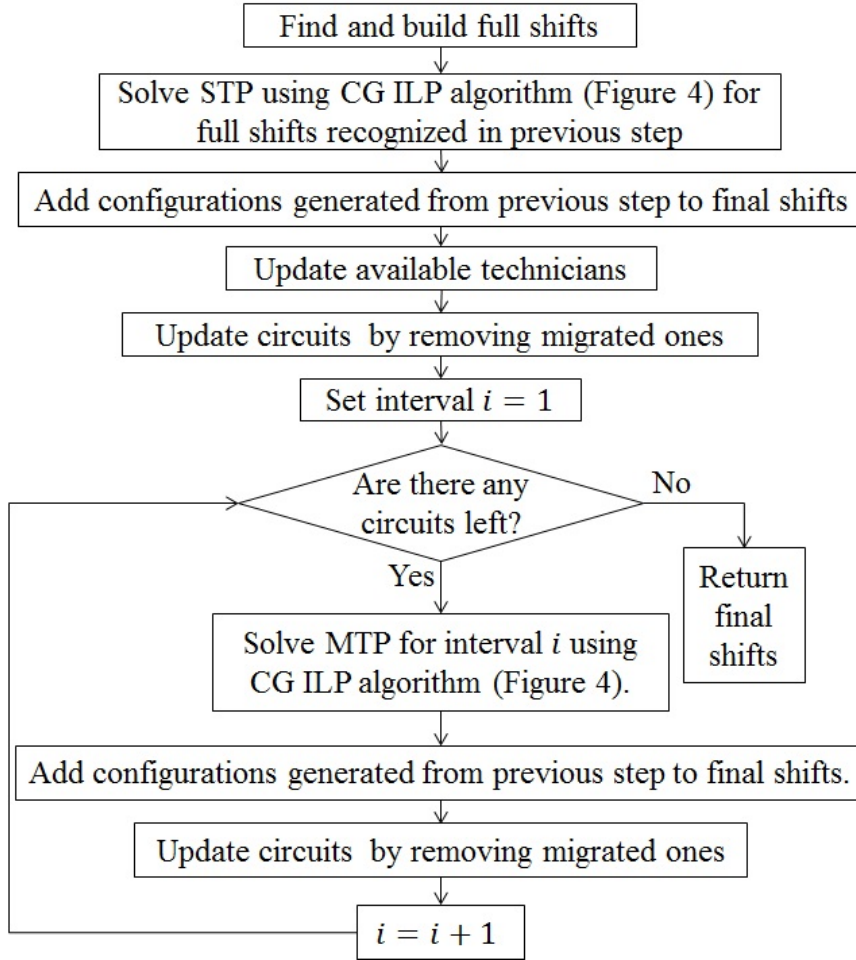 Find and build full shifts
Solve STP using CG ILP algorithm (Figure 4) for
full shifts recognized in previous step
Add configurations generated from previous step to final shifts
Update available technicians
Update circuits by removing migrated ones
Set interval i = 1
Are there any
circuits left?
No
Yes
Return
final
shifts
Solve MTP for interval i using
CG ILP algorithm (Figure 4).
Add configurations generated from previous step to final shifts.
Update circuits by removing migrated ones
i = i + 1